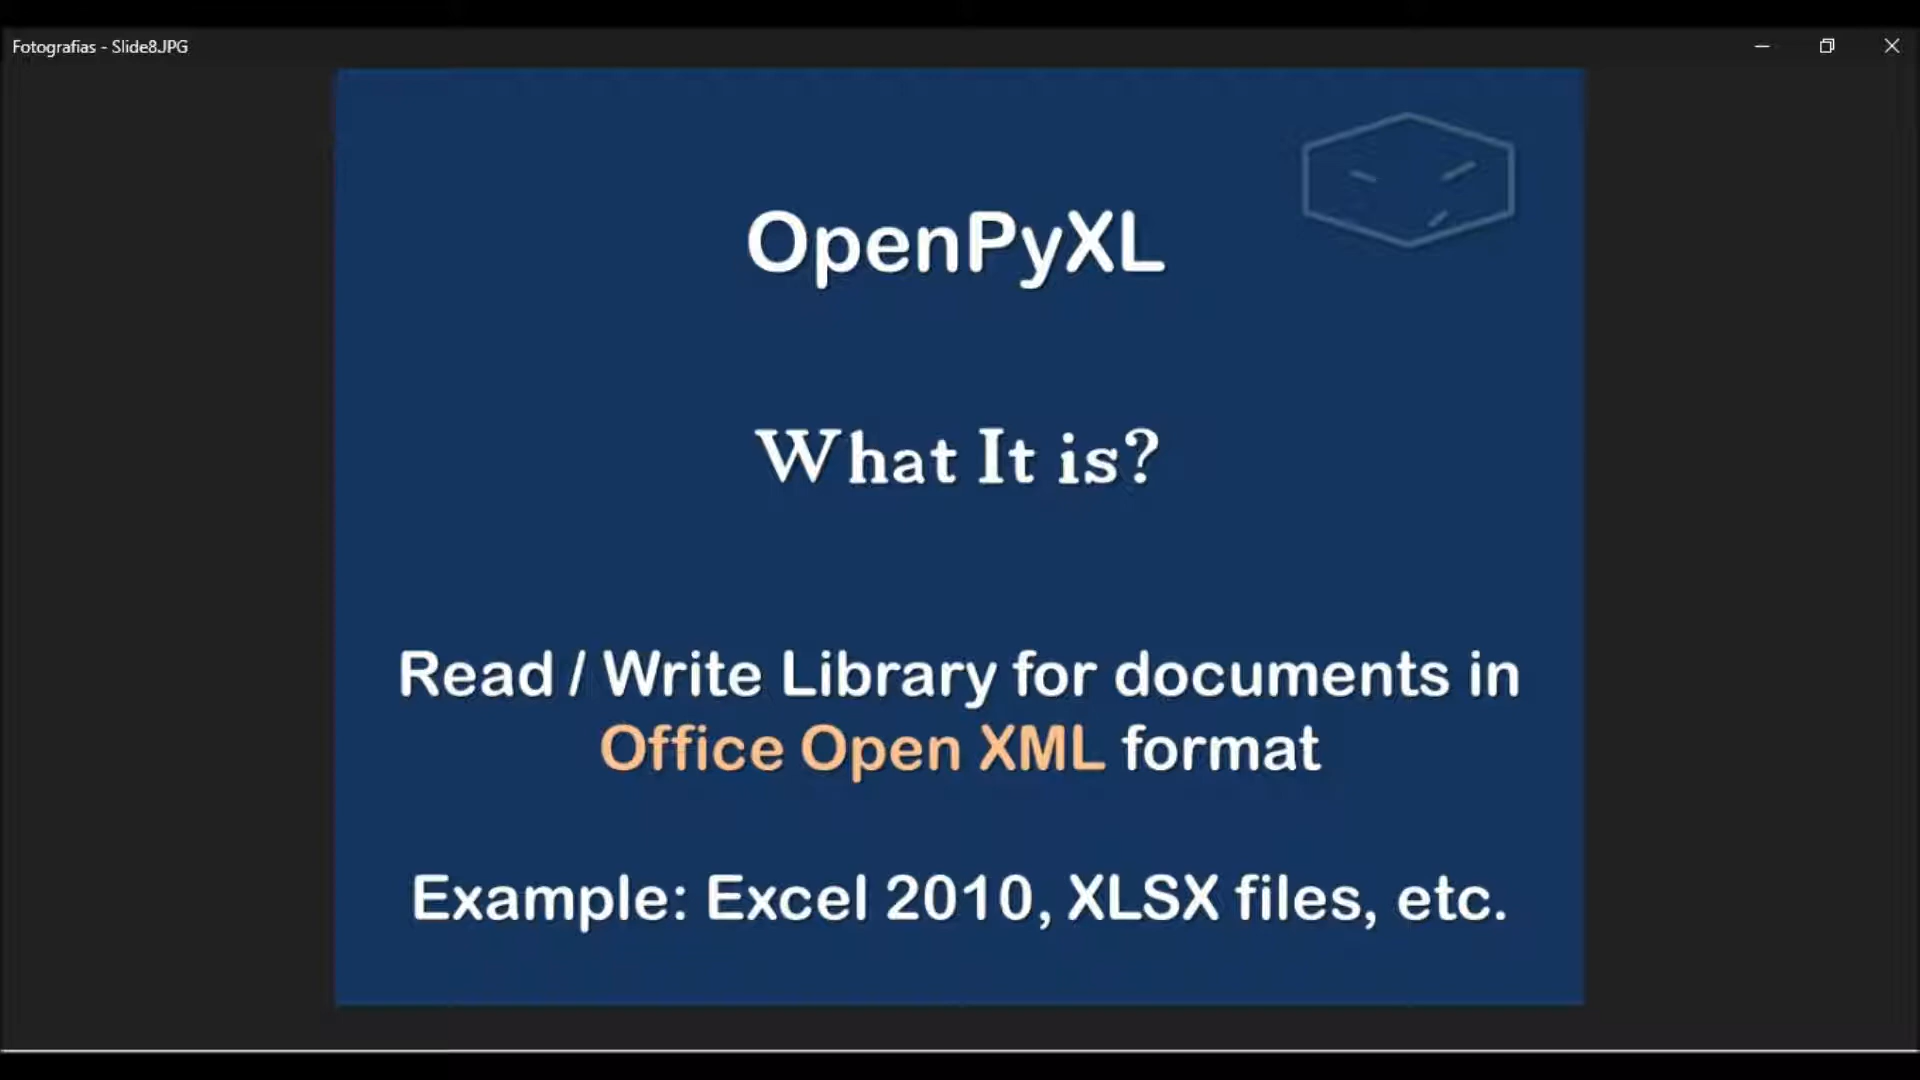 Fotografias - Slide8.JPG
OpenPyXL
What It is?
Read / Write Library for documents in
Office Open XML format
Example: Excel 2010, XLSX files, etc.